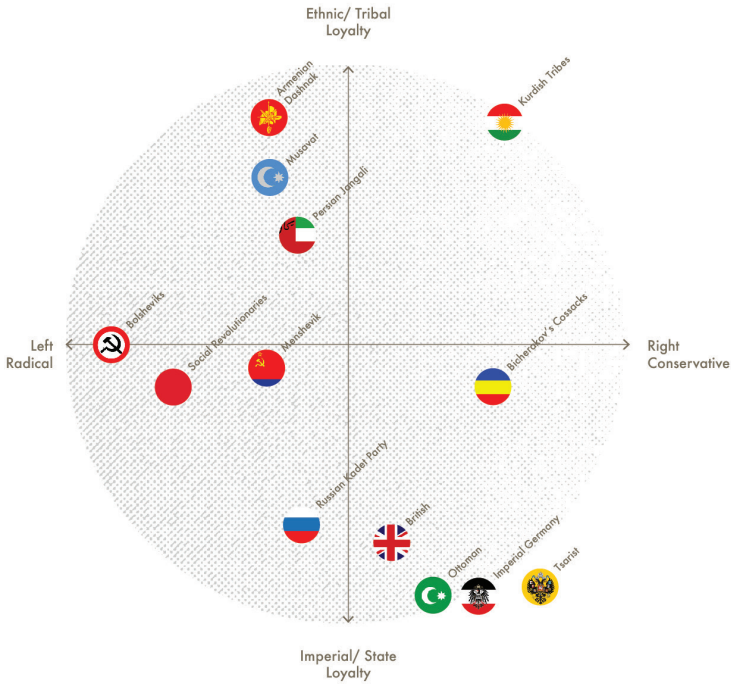 Ethnic/ Tribal
Loyalty
Armenian
Dashnak
Kurdish Tribes
Musavat
Persian Jangali
Bolsheviks
Social Revolutionaries
Menshevik
Bicherakov's Cossacks
Left
Radical
Right
Conservative
Russian Kadet Party
British
Ottoman
Imperial Germany
Tsarist
Imperial/ State
Loyalty